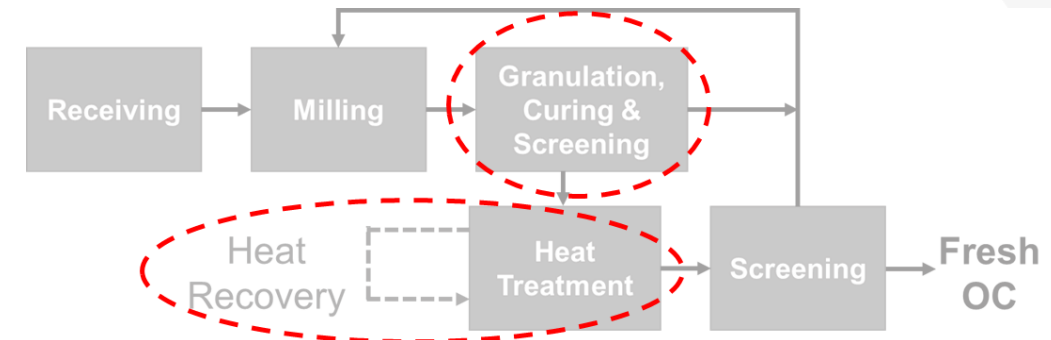 Receiving
Milling
Granulation,
Curing &
Screening
Heat
Recovery
Heat
Treatment
Screening
Fresh
OC